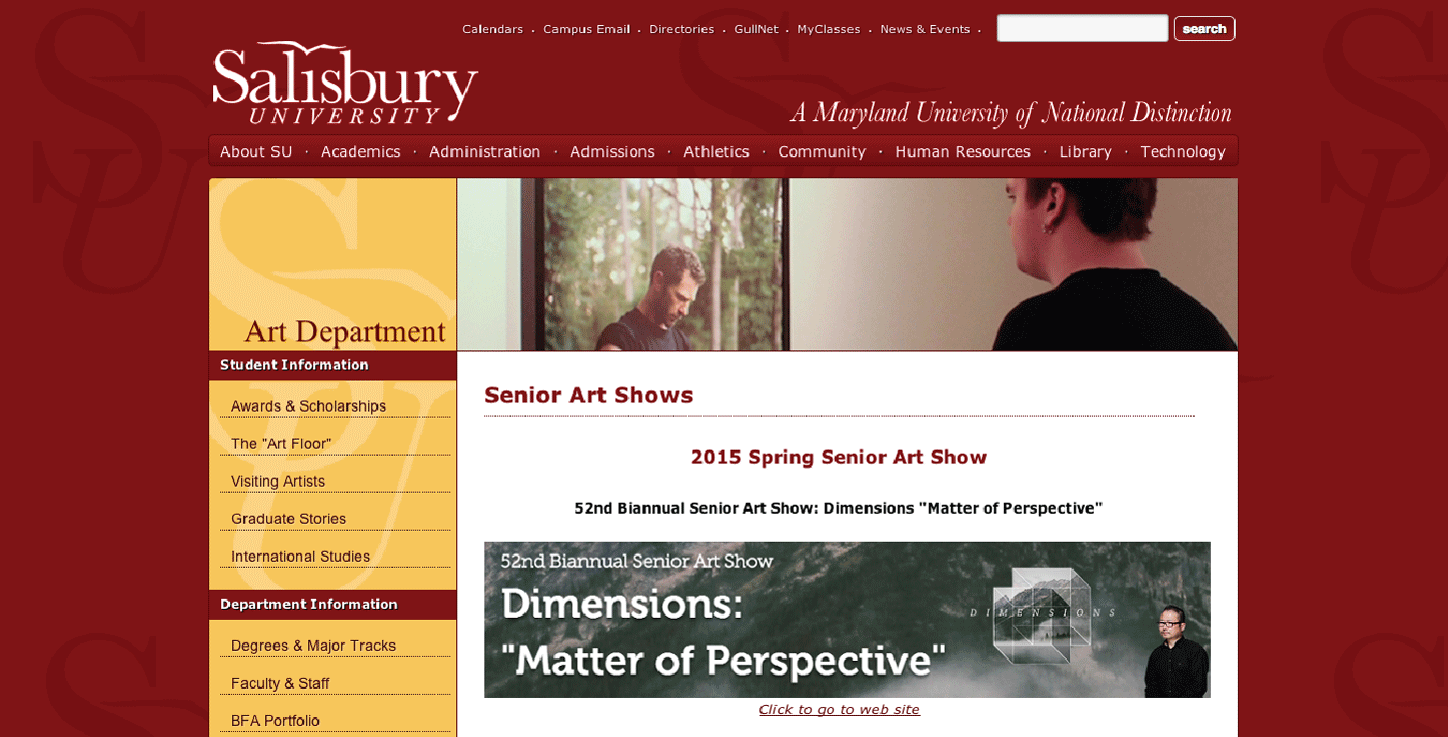 Calendars · Campus Email · Directories · GullNet · MyClasses · News & Events ·
search
Salisbury
UNIVERSITY
A Maryland University of National Distinction
About SU · Academics · Administration · Admissions · Athletics · Community · Human Resources · Library · Technology
Art Department
Student Information
Awards & Scholarships
The "Art Floor"
Visiting Artists
Graduate Stories
International Studies
Department Information
Degrees & Major Tracks
Faculty & Staff
BFA Portfolio
Senior Art Shows
2015 Spring Senior Art Show
52nd Biannual Senior Art Show: Dimensions "Matter of Perspective"
52nd Biannual Senior Art Show
Dimensions:
"Matter of Perspective"
DIMENSIONS
Click to go to web site